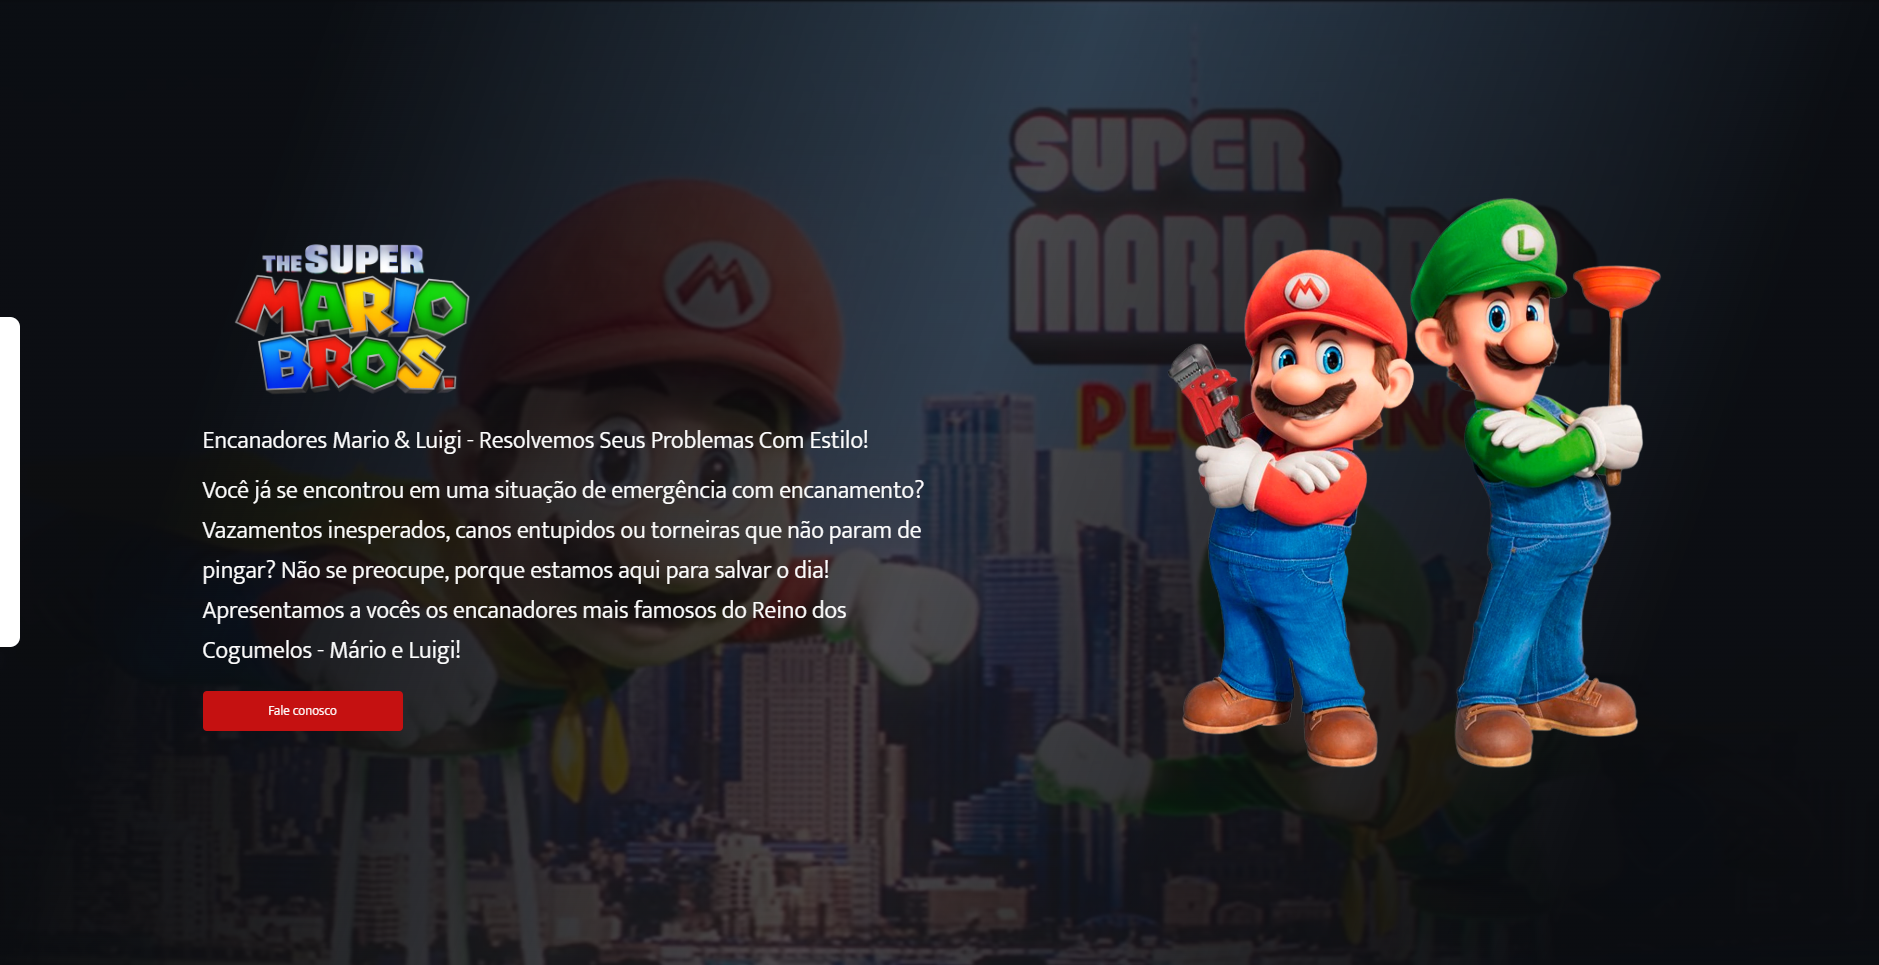 THE SUPER
MARIO
BROS.
Encanadores Mario & Luigi - Resolvemos Seus Problemas Com Estilo!
Você já se encontrou em uma situação de emergência com encanamento?
Vazamentos inesperados, canos entupidos ou torneiras que não param de
pingar? Não se preocupe, porque estamos aqui para salvar o dia!
Apresentamos a vocês os encanadores mais famosos do Reino dos
Cogumelos - Mário e Luigi!
Fale conosco
SUPER
MARIO
M
M
L